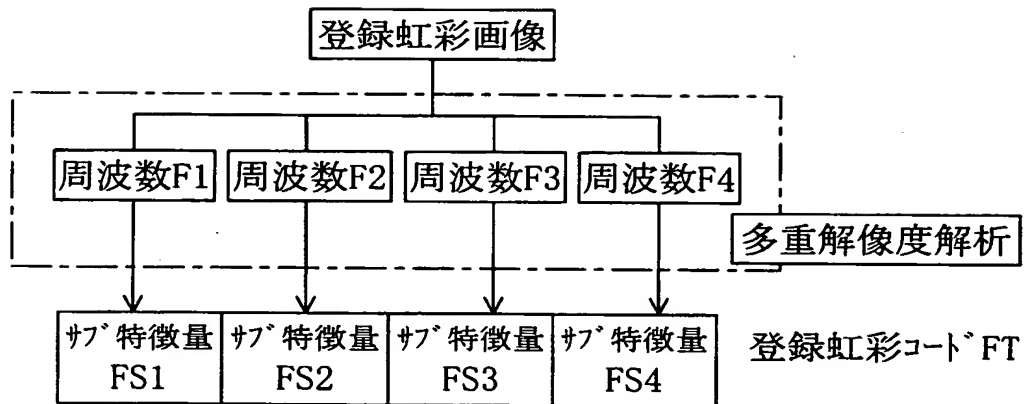 登録虹彩画像
周波数F1 周波数F2 周波数F3 周波数F4
多重解像度解析
ｻﾌﾞ特徴量 ｻﾌﾞ特徴量 ｻﾌﾞ特徴量 ｻﾌﾞ特徴量
FS1 FS2 FS3 FS4
登録虹彩ｺｰﾄﾞFT